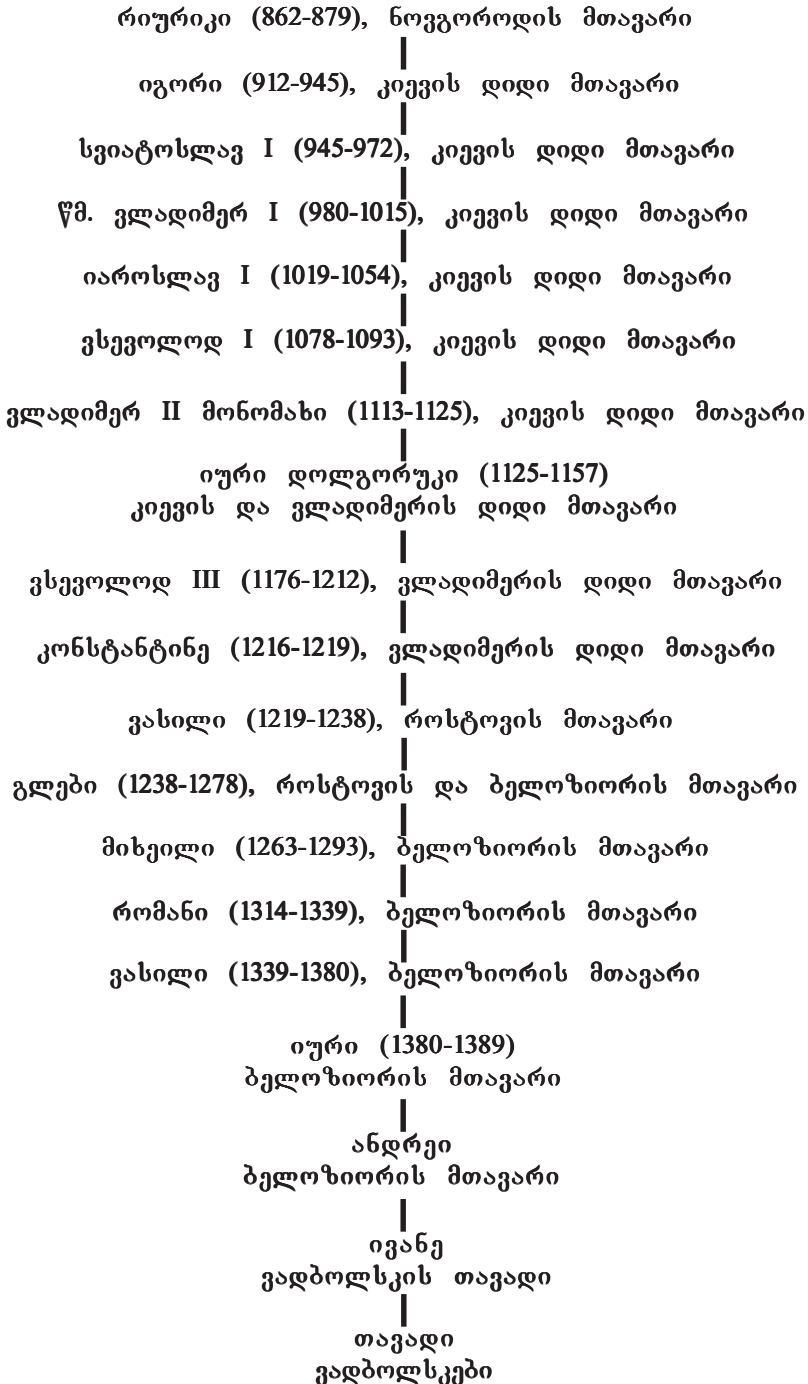 რიურიკი (862-879), ნოვგოროდის მთავარი
იგორი (912-945), კიევის დიდი მთავარი
სვიატოსლავ I (945-972), კიევის დიდი მთავარი
წმ. ვლადიმერ I (980-1015), კიევის დიდი მთავარი
იაროსლავ I (1019-1054), კიევის დიდი მთავარი
ვსევოლოდ I (1078-1093), კიევის დიდი მთავარი
ვლადიმერ II მონომახი (1113-1125), კიევის დიდი მთავარი
იური დოლგორუკი (1125-1157)
კიევის და ვლადიმერის დიდი მთავარი
ვსევოლოდ III (1176-1212), ვლადიმერის დიდი მთავარი
კონსტანტინე (1216-1219), ვლადიმერის დიდი მთავარი
ვასილი (1219-1238), როსტოვის მთავარი
გლები (1238-1278), როსტოვის და ბელოზიორის მთავარი
მიხეილი (1263-1293), ბელოზიორის მთავარი
რომანი (1314-1339), ბელოზიორის მთავარი
ვასილი (1339-1380), ბელოზიორის მთავარი
იური (1380-1389)
ბელოზიორის მთავარი
ანდრეი
ბელოზიორის მთავარი
ივანე
ვადბოლსკის თავადი
თავადი
ვადბოლსკები